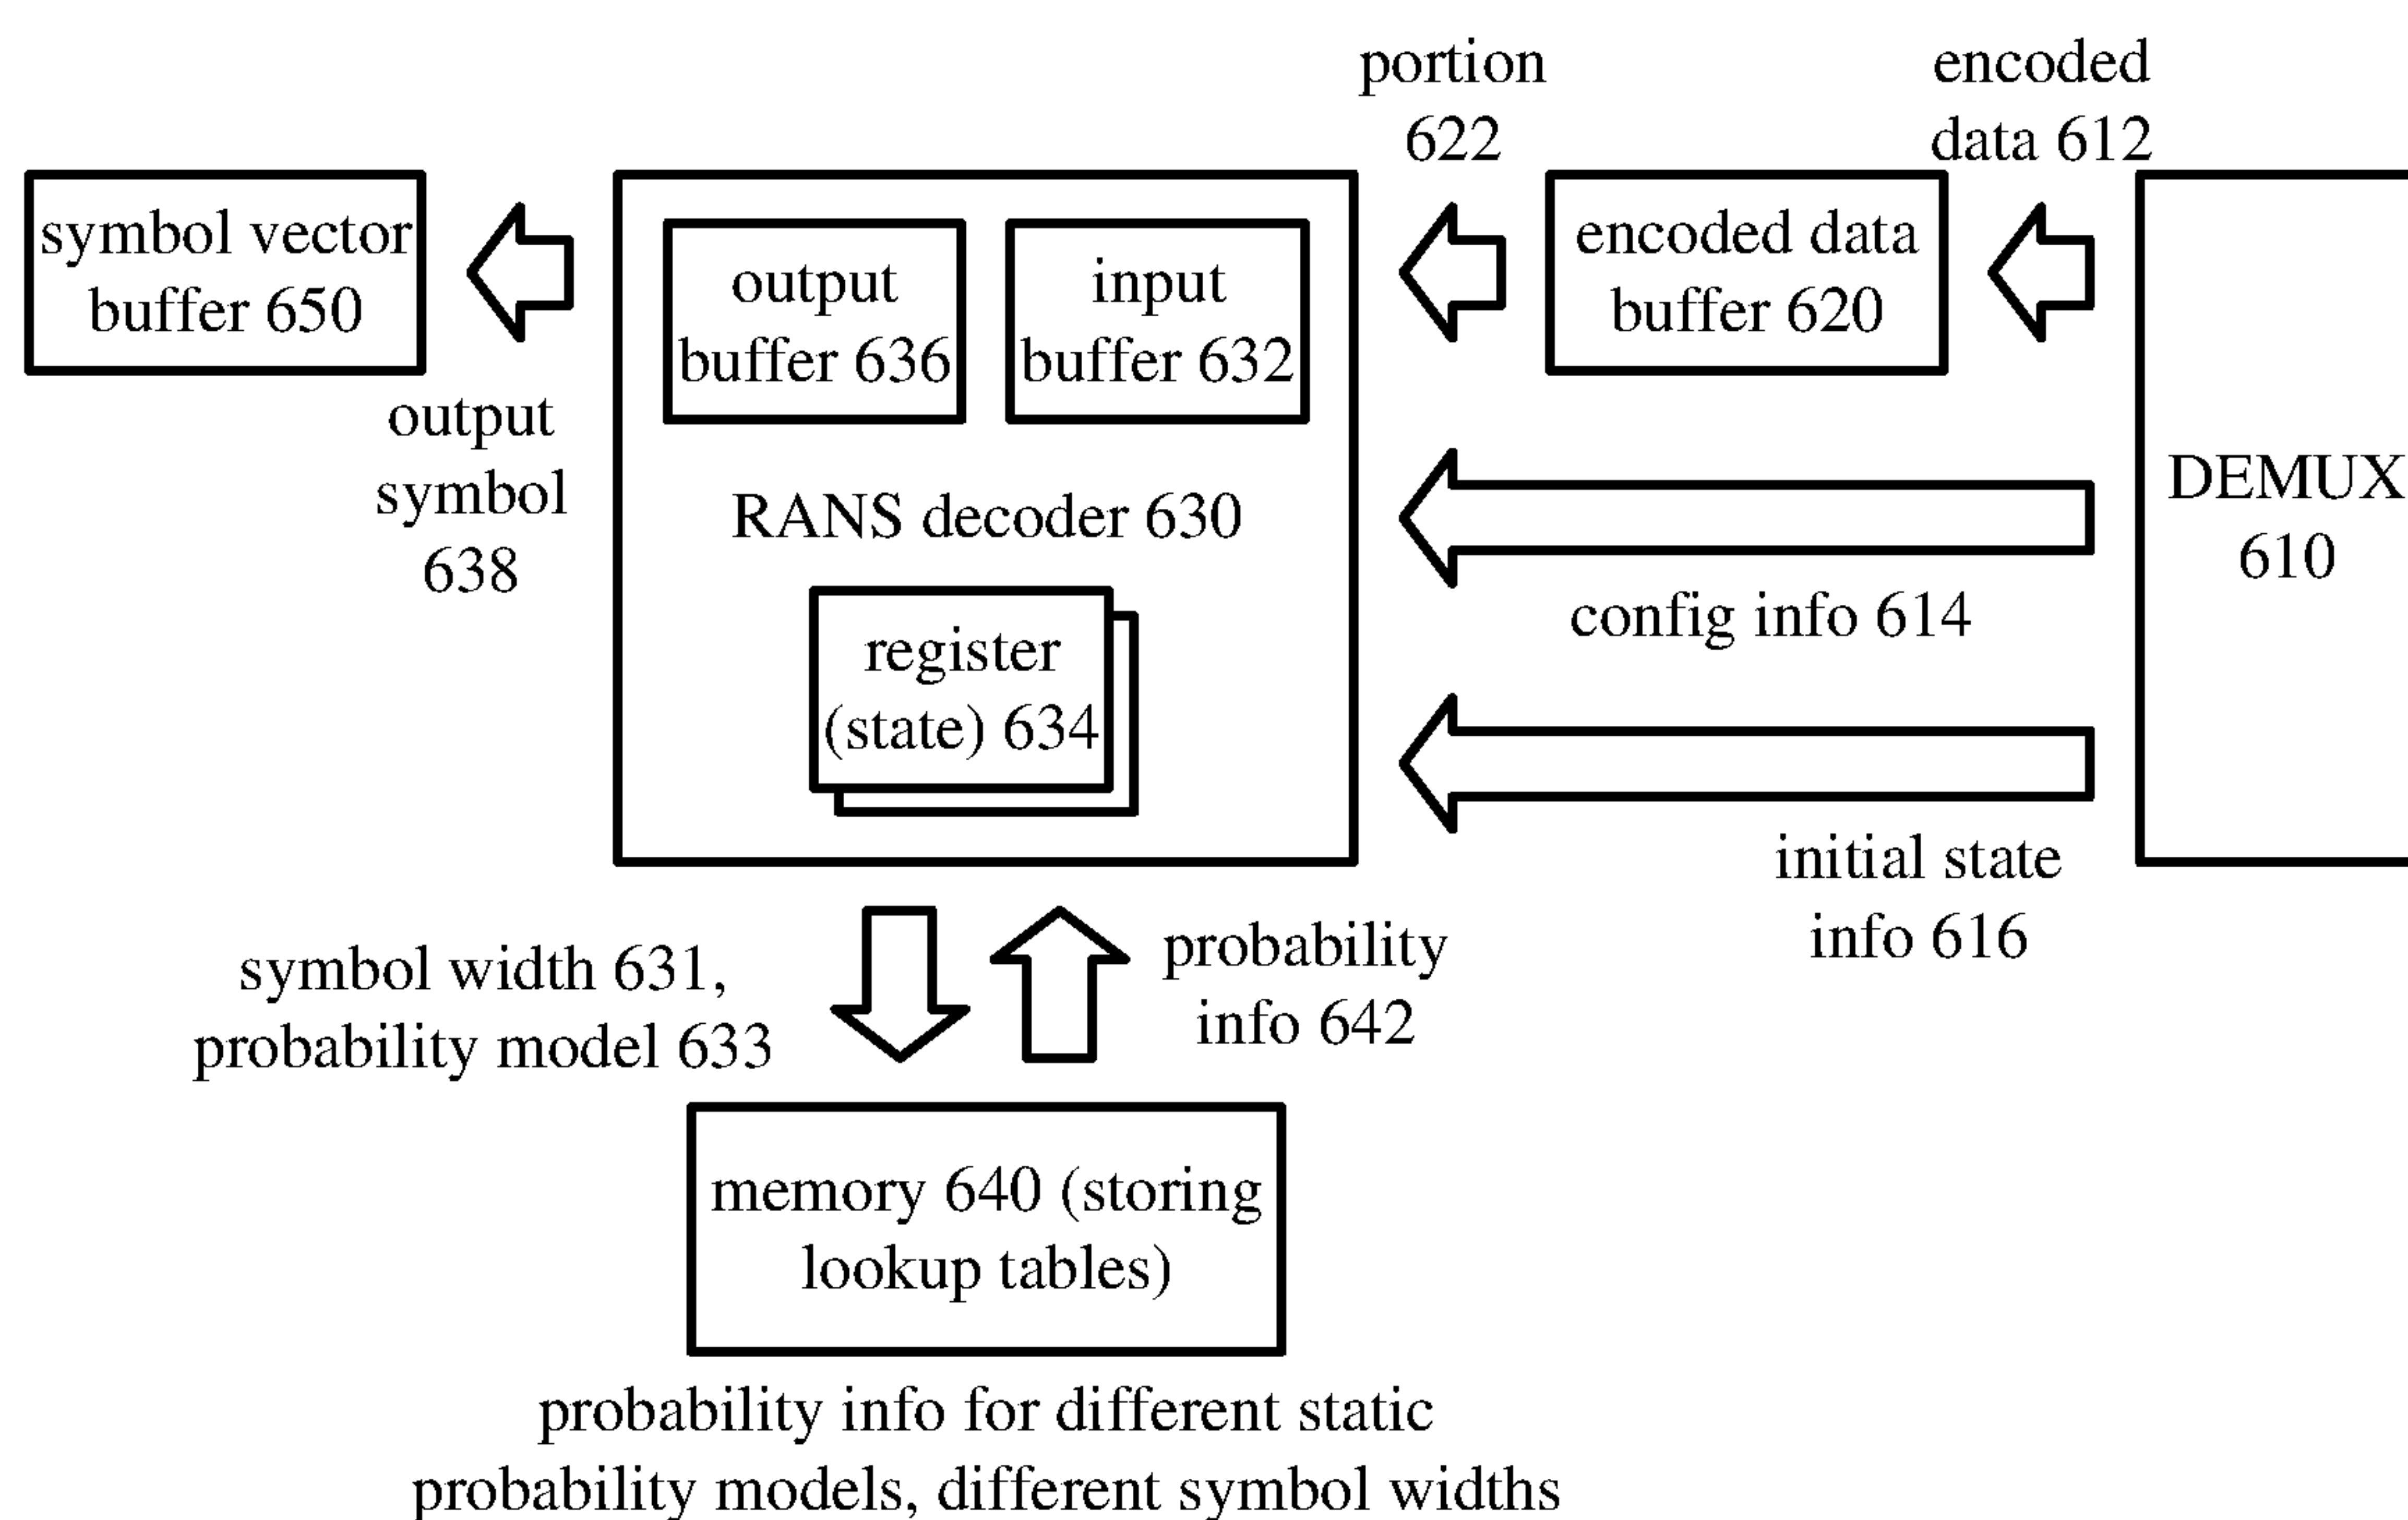 portion
622
encoded
data 612
symbol vector
buffer 650
output
buffer 636
input
buffer 632
encoded data
buffer 620
output
symbol
638
RANS decoder 630
DEMUX
610
config info 614
register
(state) 634
initial state
info 616
symbol width 631,
probability model 633
probability
info 642
memory 640 (storing
lookup tables)
probability info for different static
probability models, different symbol widths